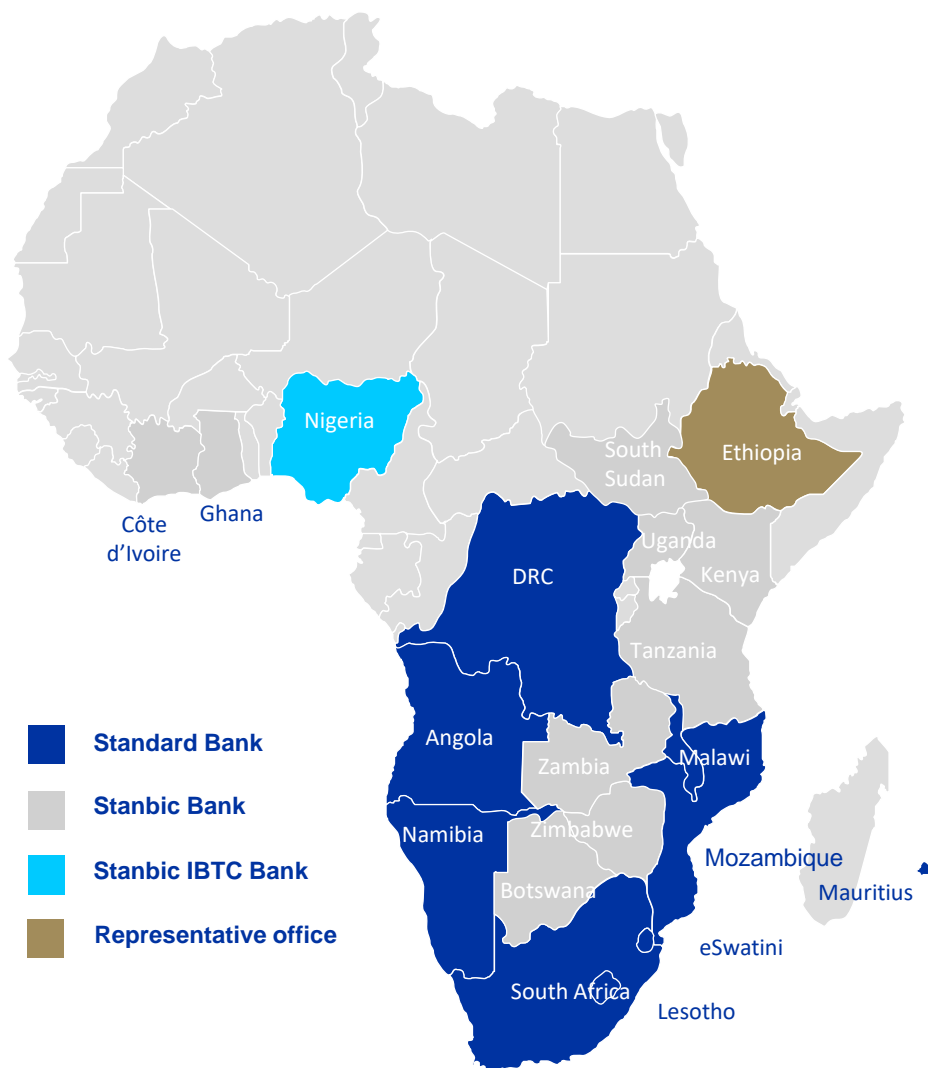 Nigeria
Ethiopia
South
Sudan
Côte
d’Ivoire
Ghana
Uganda
Kenya
DRC
Tanzania
Angola
Malawi
Zambia
Zimbabwe
Namibia
Botswana
Mozambique
Mauritius
eSwatini
South Africa
Lesotho
Standard Bank
Stanbic Bank
Stanbic IBTC Bank
Representative office